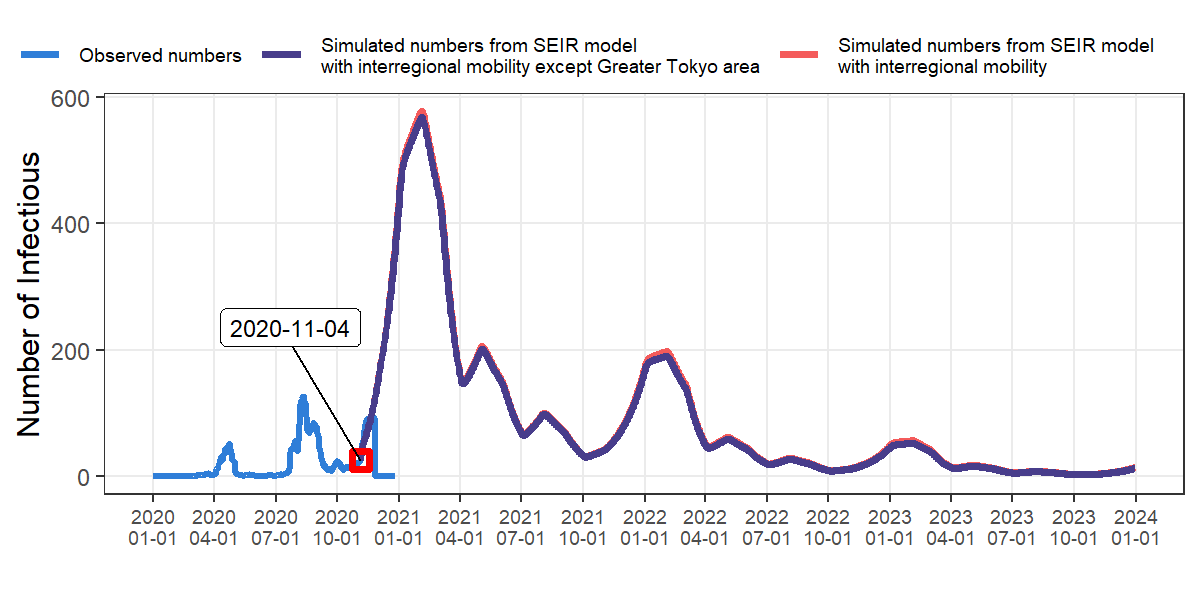 Observed numbers
Simulated numbers from SEIR model
with interregional mobility except Greater Tokyo area
Simulated numbers from SEIR model
with interregional mobility
Number of Infectious
600
400
200
0
2020-11-04
2020 2020 2020 2020 2021 2021 2021 2021 2022 2022 2022 2022 2023 2023 2023 2023 2024
01-01 04-01 07-01 10-01 01-01 04-01 07-01 10-01 01-01 04-01 07-01 10-01 01-01 04-01 07-01 10-01 01-01